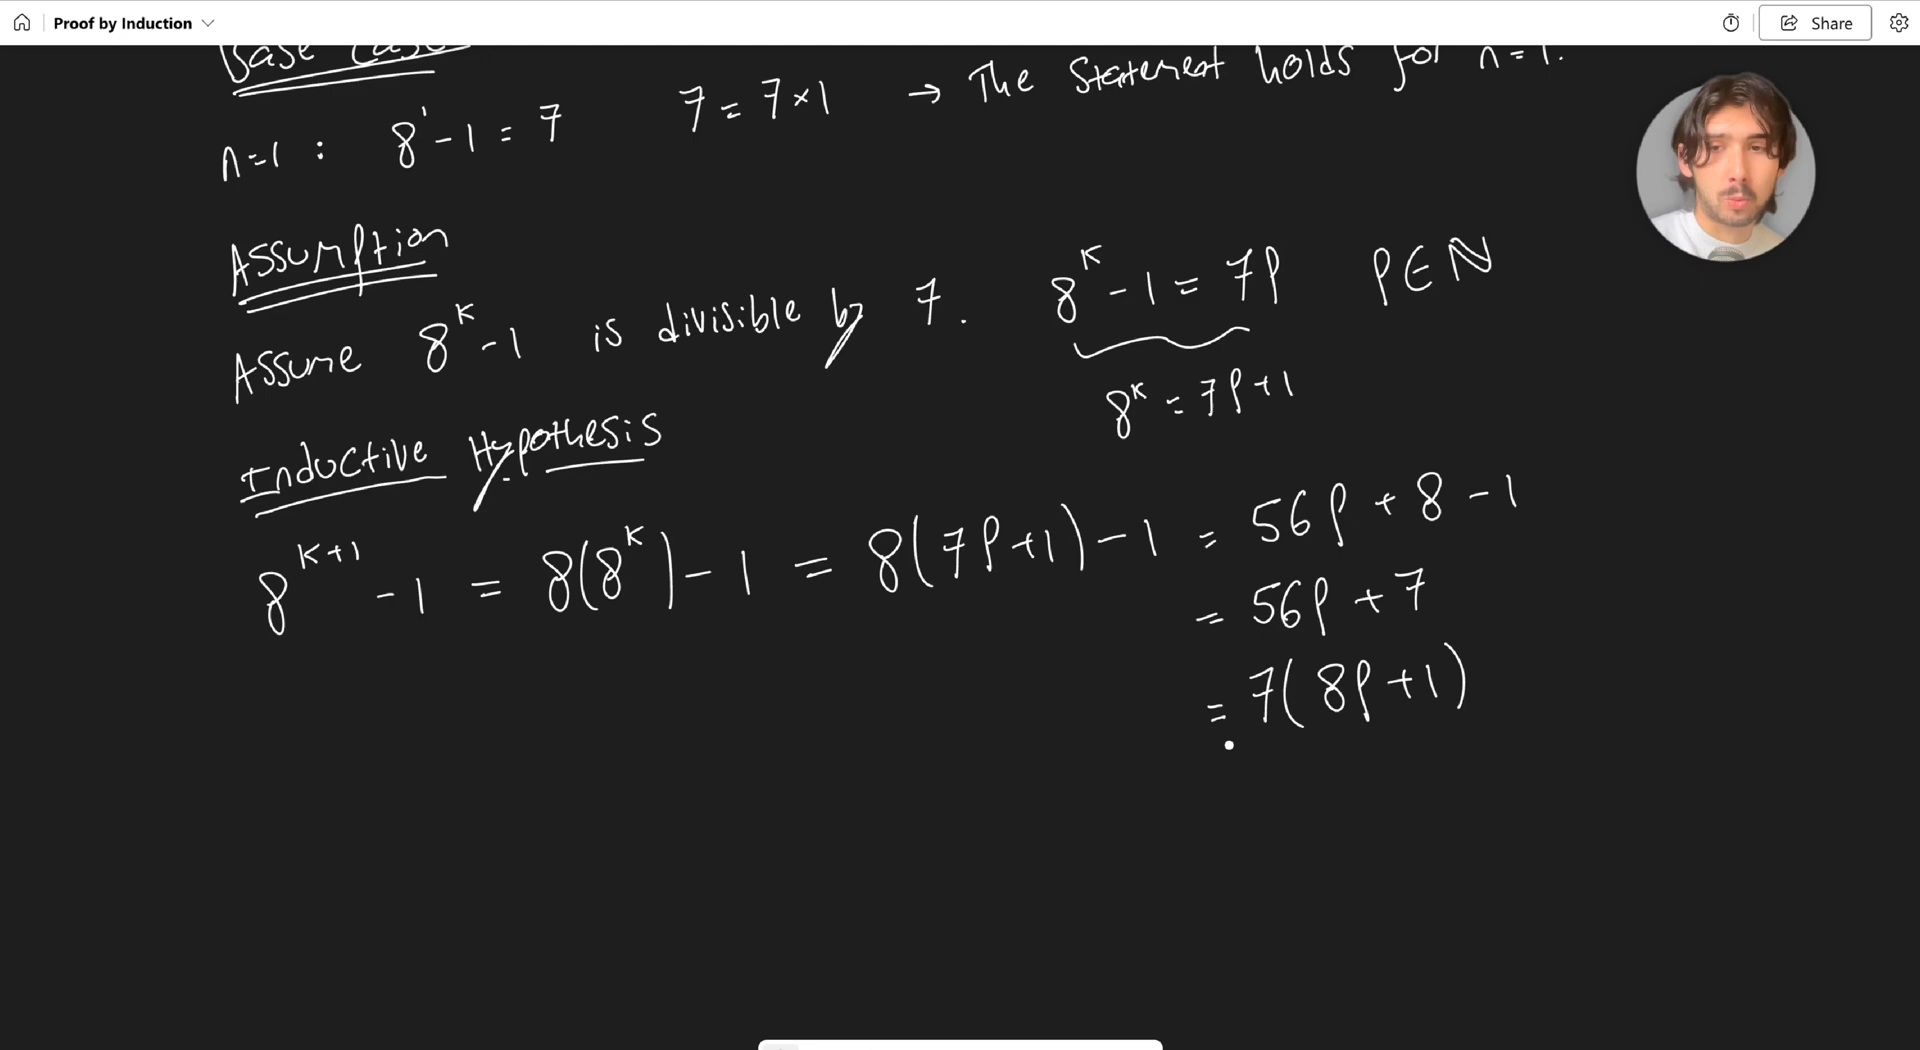 Proof by Induction
Share
Base Case
n=1 : 8¹ - 1 = 7 7 = 7×1 → The Statement holds for n=1.
Assumption
Assume 8ᴷ - 1 is divisible by 7. 8ᴷ - 1 = 7P P∈ℕ
8ᴷ = 7P+1
Inductive Hypothesis
8ᴷ⁺¹ - 1 = 8(8ᴷ) - 1 = 8(7P+1) - 1 = 56P + 8 - 1
= 56P + 7
= 7(8P+1)